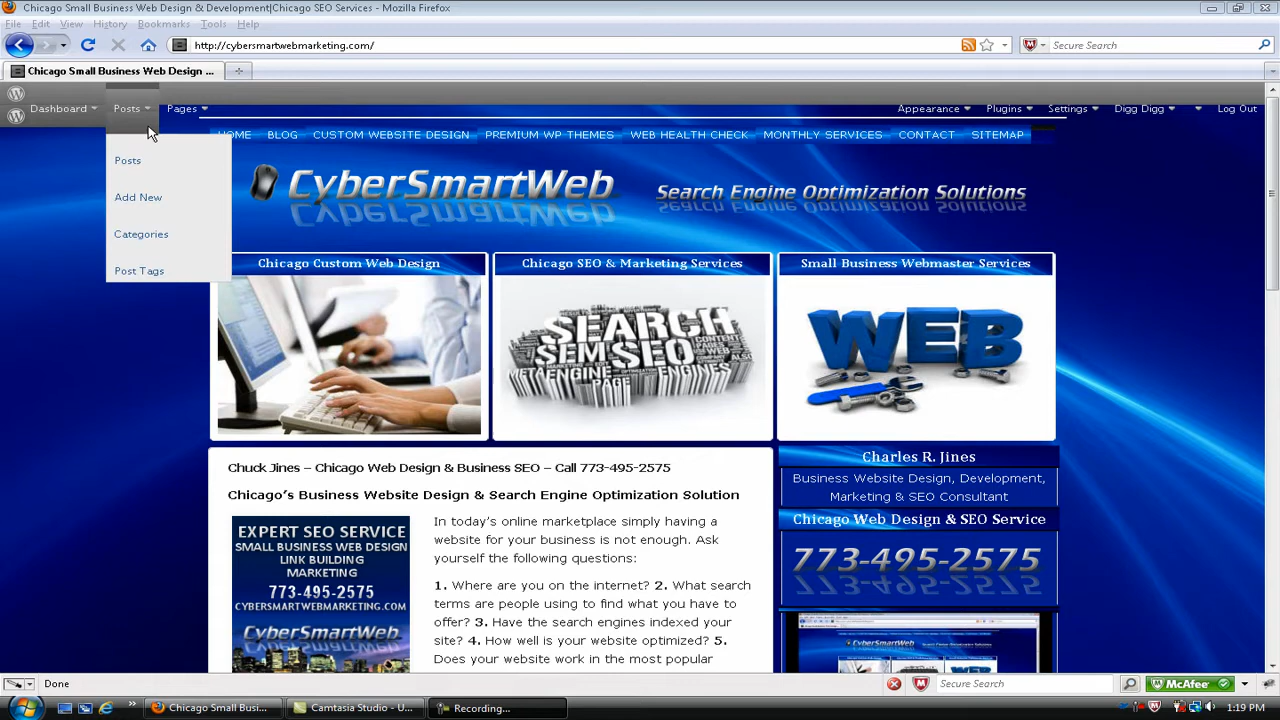 Chicago Small Business Web Design & Development|Chicago SEO Services - Mozilla Firefox
File Edit View History Bookmarks Tools Help
http://cybersmartwebmarketing.com/ Secure Search
Chicago Small Business Web Design ...
Dashboard Posts Pages Appearance Plugins Settings Digg Digg Log Out
HOME BLOG CUSTOM WEBSITE DESIGN PREMIUM WP THEMES WEB HEALTH CHECK MONTHLY SERVICES CONTACT SITEMAP
Posts
Add New
Categories
Post Tags
CyberSmartWeb Search Engine Optimization Solutions
Chicago Custom Web Design Chicago SEO & Marketing Services Small Business Webmaster Services
SEARCH
SEM SEO
ENGINE
PAGE
WEB
Chuck Jines – Chicago Web Design & Business SEO – Call 773-495-2575
Chicago's Business Website Design & Search Engine Optimization Solution
EXPERT SEO SERVICE
SMALL BUSINESS WEB DESIGN
LINK BUILDING
MARKETING
773-495-2575
CYBERSMARTWEBMARKETING.COM
CyberSmartWeb
In today's online marketplace simply having a
website for your business is not enough. Ask
yourself the following questions:
1. Where are you on the internet? 2. What search
terms are people using to find what you have to
offer? 3. Have the search engines indexed your
site? 4. How well is your website optimized? 5.
Does your website work in the most popular
Charles R. Jines
Business Website Design, Development,
Marketing & SEO Consultant
Chicago Web Design & SEO Service
773-495-2575
CyberSmartWeb
Done Secure Search McAfee
Chicago Small Busi... Camtasia Studio - U... Recording... 1:19 PM